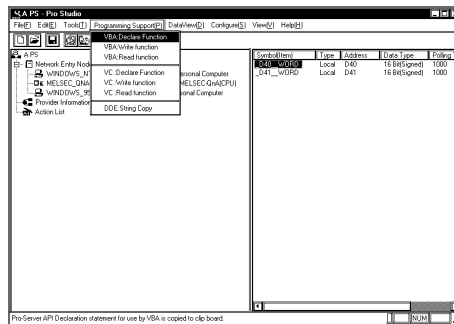 A PS - Pro Studio
File(F) Edit(E) Tools(T) Programming Support(P) DataView(D) Configure(S) View(V) Help(H)
VBA:Declare Function
VBA:Write function
VBA:Read function
VC :Declare Function
VC :Write function
VC :Read function
DDE:String Copy
A PS
Network Entry Nod
WINDOWS_N ersonal Computer
MELSEC_QNA MELSEC-QnA(CPU)
WINDOWS_95 rsonal Computer
Provider Information
Action List
Symbol(Item) Type Address Data Type Polling
_D40__WORD Local D40 16 Bit(Signed) 1000
_D41__WORD Local D41 16 Bit(Signed) 1000
Pro-Server API Declaration statement for use by VBA is copied to clip board.
NUM